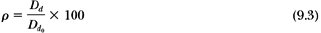 ρ = D_d / D_{d_0} × 100 (9.3)